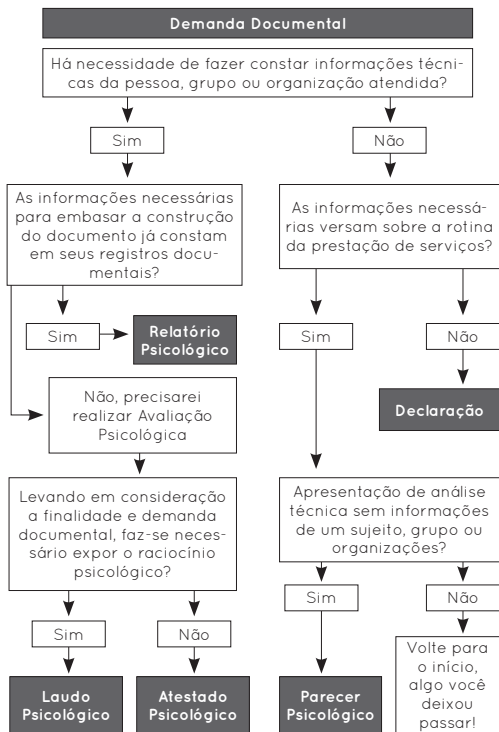 Demanda Documental
Há necessidade de fazer constar informações técni-
cas da pessoa, grupo ou organização atendida?
Sim
Não
As informações necessárias
para embasar a construção
do documento já constam
em seus registros docu-
mentais?
As informações necessá-
rias versam sobre a rotina
da prestação de serviços?
Sim
Relatório
Psicológico
Sim
Não
Não, precisarei
realizar Avaliação
Psicológica
Declaração
Levando em consideração
a finalidade e demanda
documental, faz-se neces-
sário expor o raciocínio
psicológico?
Apresentação de análise
técnica sem informações
de um sujeito, grupo ou
organizações?
Sim
Não
Sim
Não
Laudo
Psicológico
Atestado
Psicológico
Parecer
Psicológico
Volte para
o início,
algo você
deixou
passar!